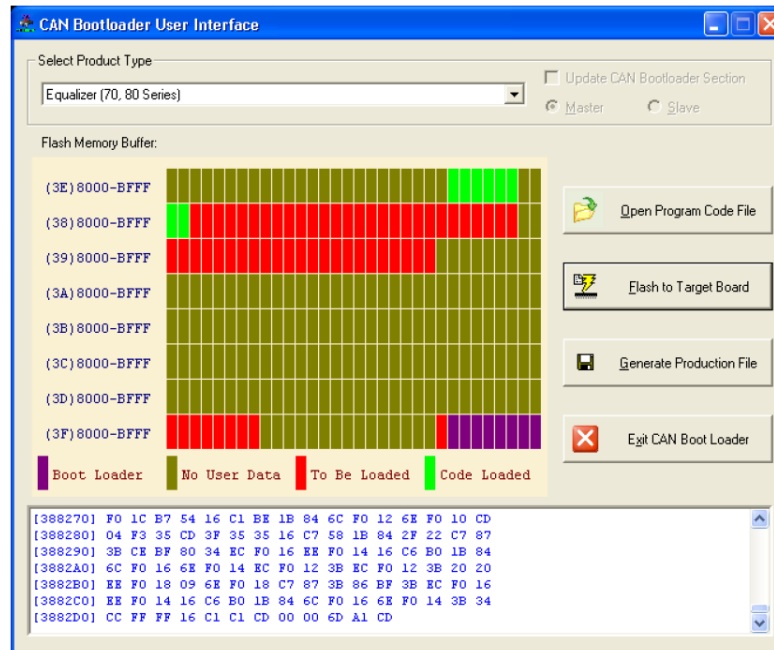 CAN Bootloader User Interface
Select Product Type
Equalizer (70, 80 Series)
Update CAN Bootloader Section
Master Slave
Flash Memory Buffer:
(3E)8000-BFFF
(38)8000-BFFF
(39)8000-BFFF
(3A)8000-BFFF
(3B)8000-BFFF
(3C)8000-BFFF
(3D)8000-BFFF
(3F)8000-BFFF
Boot Loader No User Data To Be Loaded Code Loaded
Open Program Code File
Flash to Target Board
Generate Production File
Exit CAN Boot Loader
[388270] F0 1C B7 54 16 C1 BE 1B 84 6C F0 12 6E F0 10 CD
[388280] 04 F3 35 CD 3F 35 35 16 C7 58 1B 84 2F 22 C7 87
[388290] 3B CE BF 80 34 EC F0 16 EE F0 14 16 C6 B0 1B 84
[3882A0] 6C F0 16 6E F0 14 EC F0 12 3B EC F0 12 3B 20 20
[3882B0] EE F0 18 09 6E F0 18 C7 87 3B 86 BF 3B EC F0 16
[3882C0] EE F0 14 16 C6 B0 1B 84 6C F0 16 6E F0 14 3B 34
[3882D0] CC FF FF 16 C1 C1 CD 00 00 6D A1 CD